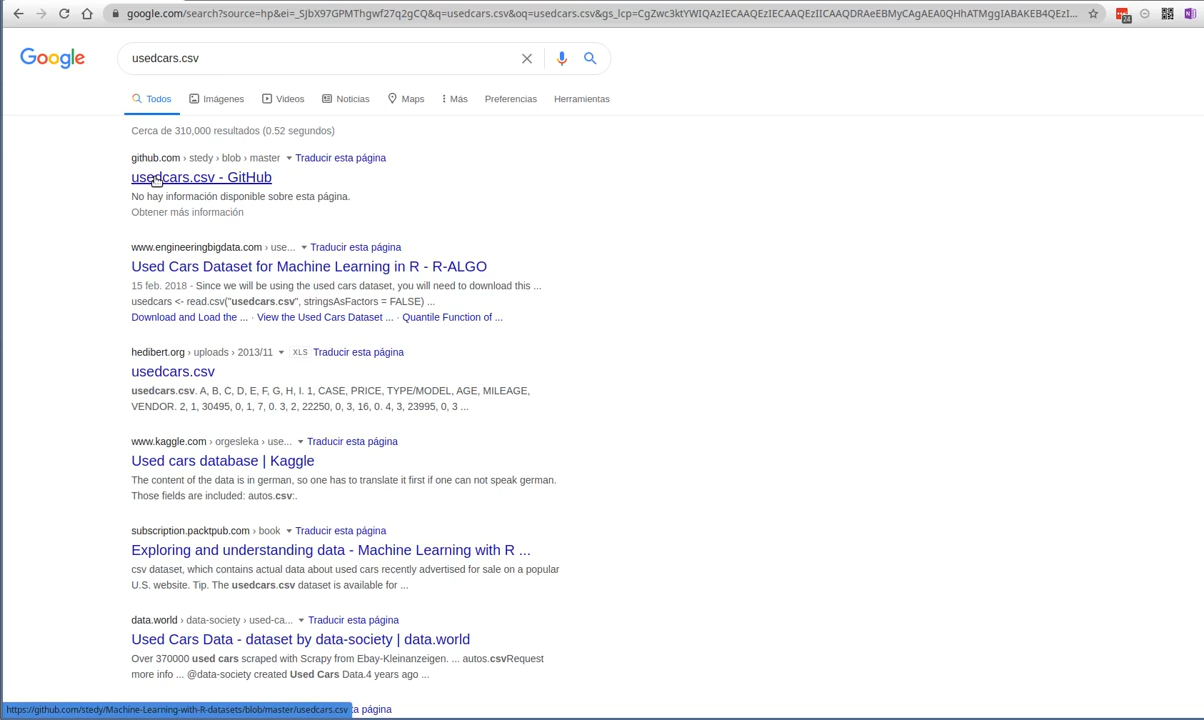 google.com/search?source=hp&ei=_SJbX97GPMThgwf27q2gCQ&q=usedcars.csv&oq=usedcars.csv&gs_lcp=CgZwc3ktYWIQAzIECAAQEzIECAAQEzIICAAQDRAeEBMyCAgAEA0QHhATMggIABAKEB4QEzI...
24
Google
usedcars.csv
Todos
Imágenes
Videos
Noticias
Maps
Más
Preferencias
Herramientas
Cerca de 310,000 resultados (0.52 segundos)
github.com › stedy › blob › master ▾ Traducir esta página
usedcars.csv - GitHub
No hay información disponible sobre esta página.
Obtener más información
www.engineeringbigdata.com › use... ▾ Traducir esta página
Used Cars Dataset for Machine Learning in R - R-ALGO
15 feb. 2018 - Since we will be using the used cars dataset, you will need to download this ...
usedcars <- read.csv("usedcars.csv", stringsAsFactors = FALSE) ...
Download and Load the ... · View the Used Cars Dataset ... · Quantile Function of ...
hedibert.org › uploads › 2013/11 ▾ XLS Traducir esta página
usedcars.csv
usedcars.csv. A, B, C, D, E, F, G, H, I. 1, CASE, PRICE, TYPE/MODEL, AGE, MILEAGE,
VENDOR. 2, 1, 30495, 0, 1, 7, 0. 3, 2, 22250, 0, 3, 16, 0. 4, 3, 23995, 0, 3 ...
www.kaggle.com › orgesleka › use... ▾ Traducir esta página
Used cars database | Kaggle
The content of the data is in german, so one has to translate it first if one can not speak german.
Those fields are included: autos.csv:.
subscription.packtpub.com › book ▾ Traducir esta página
Exploring and understanding data - Machine Learning with R ...
csv dataset, which contains actual data about used cars recently advertised for sale on a popular
U.S. website. Tip. The usedcars.csv dataset is available for ...
data.world › data-society › used-ca... ▾ Traducir esta página
Used Cars Data - dataset by data-society | data.world
Over 370000 used cars scraped with Scrapy from Ebay-Kleinanzeigen. ... autos.csvRequest
more info ... @data-society created Used Cars Data.4 years ago ...
https://github.com/stedy/Machine-Learning-with-R-datasets/blob/master/usedcars.csv
ta página